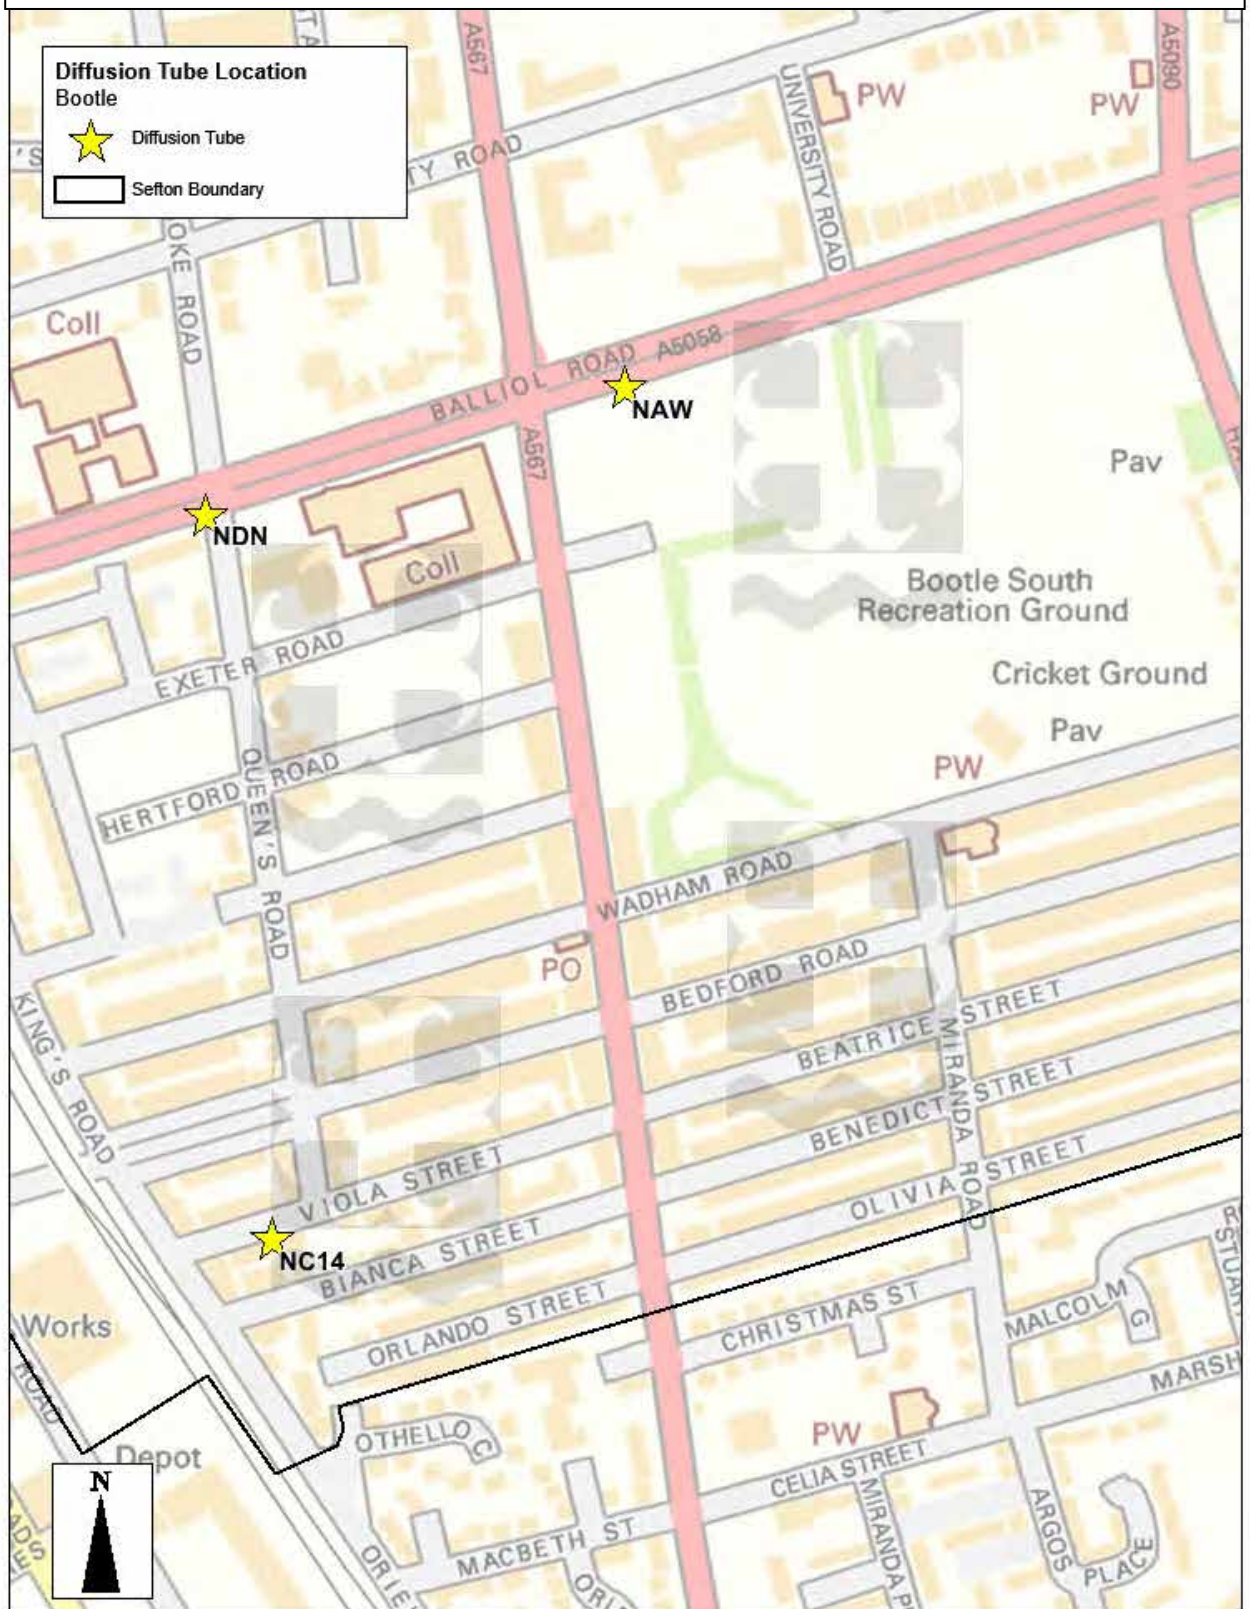 Diffusion Tube Location
Bootle
Diffusion Tube
Sefton Boundary
A567
A5090
PW
PW
UNIVERSITY ROAD
TY ROAD
'S
OKE ROAD
Coll
BALLIOL ROAD A5058
NAW
A567
Pav
NDN
Coll
Bootle South
Recreation Ground
EXETER ROAD
Cricket Ground
Pav
PW
HERTFORD ROAD
QUEEN'S ROAD
WADHAM ROAD
PO
BEDFORD ROAD
KING'S ROAD
BEATRICE STREET
MIRANDA ROAD
BENEDICT STREET
VIOLA STREET
OLIVIA STREET
NC14
BIANCA STREET
ORLANDO STREET
CHRISTMAS ST
MALCOLM G
STUART
Works
ROAD
MARSH
OTHELLO C
PW
Depot
CELIA STREET
N
MIRANDA P
ARGOS PLACE
MACBETH ST
ORIE
ADS